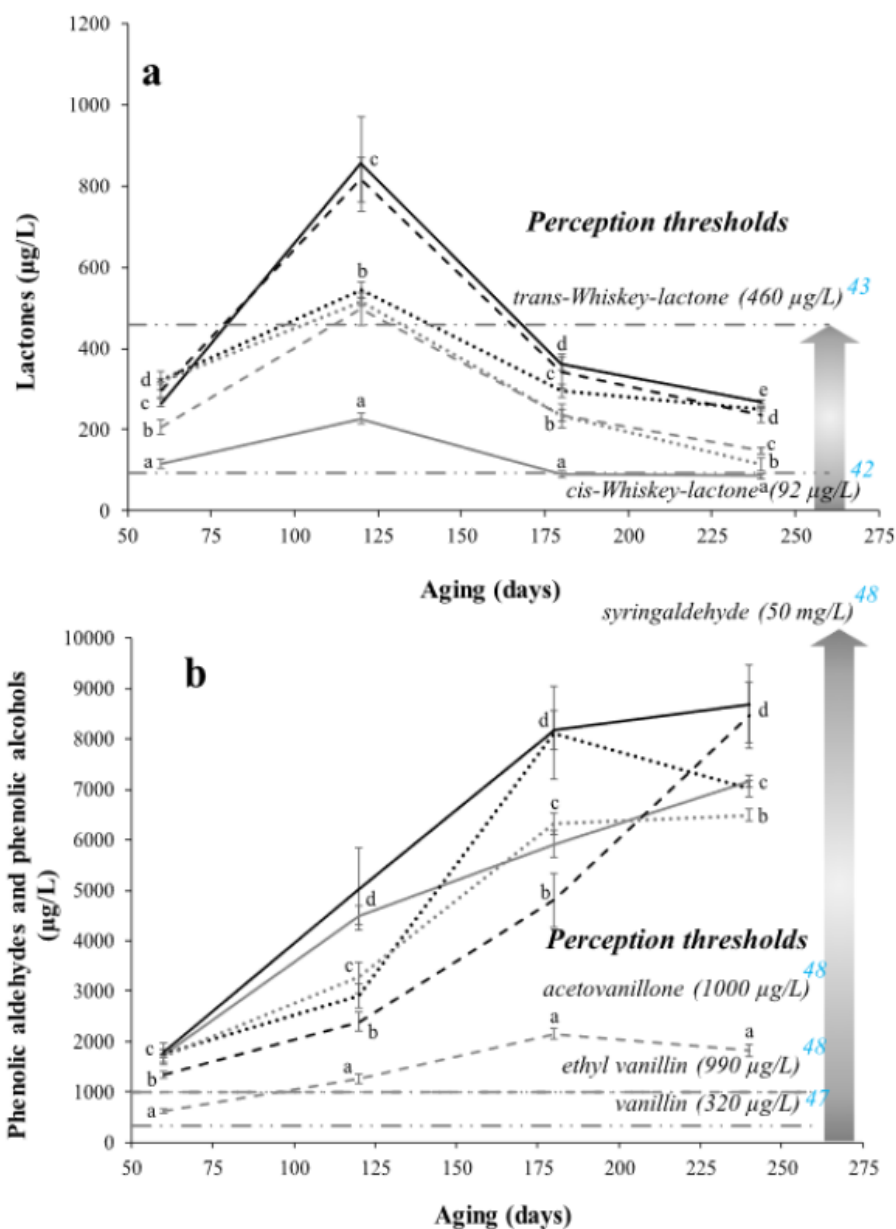 1200
a
1000
c
800
Perception thresholds
600
b
trans-Whiskey-lactone (460 µg/L) 43
Lactones (µg/L)
400
d
d
c
c
e
b
a
b
d
200
c
a
a
b
42
cis-Whiskey-lactone (92 µg/L)
a
0
50 75 100 125 150 175 200 225 250 275
Aging (days)
syringaldehyde (50 mg/L) 48
10000
b
9000
d
d
8000
c
7000
c
b
6000
5000
d
b
4000
Perception thresholds
c
3000
acetovanillone (1000 µg/L) 48
b
a
a
2000
c
b
a
ethyl vanillin (990 µg/L) 48
1000
a
vanillin (320 µg/L) 47
0
Phenolic aldehydes and phenolic alcohols
(µg/L)
50 75 100 125 150 175 200 225 250 275
Aging (days)